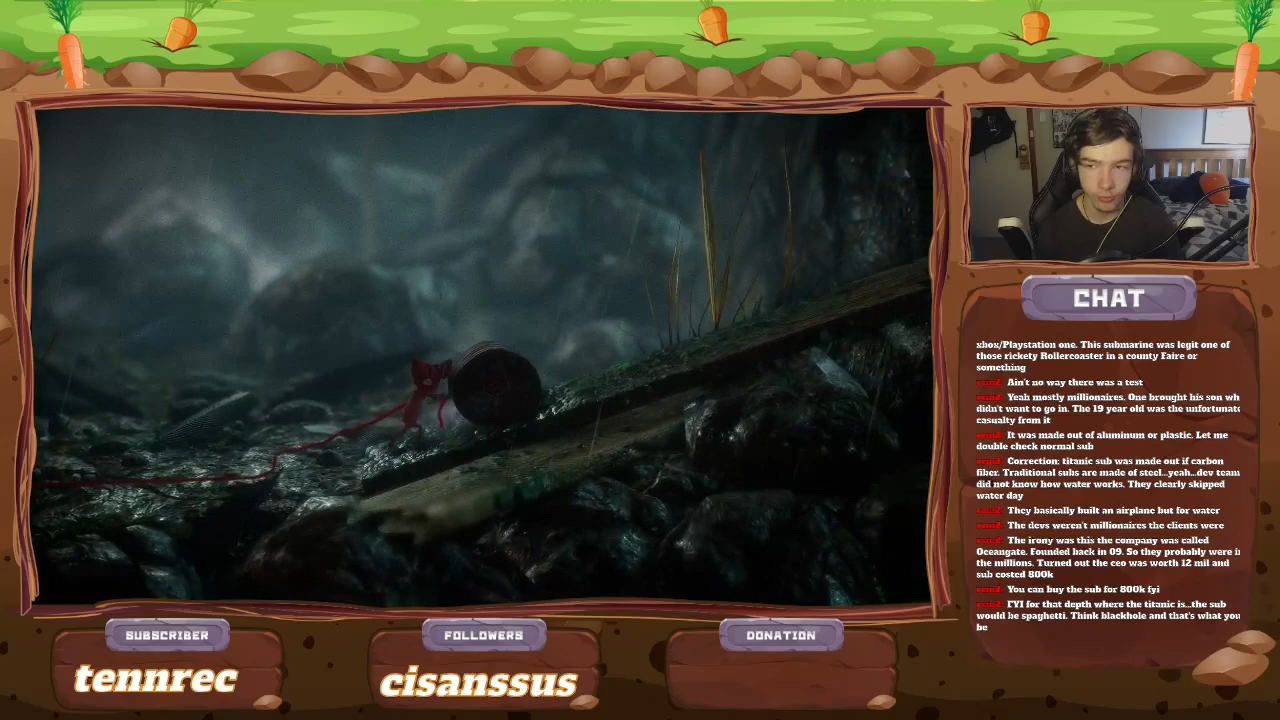 CHAT
xbox/Playstation one. This submarine was legit one of
those rickety Rollercoaster in a county Faire or
something
Ain't no way there was a test
Yeah mostly millionaires. One brought his son wh
didn't want to go in. The 19 year old was the unfortunate
casualty from it
It was made out of aluminum or plastic. Let me
double check normal sub
Correction: titanic sub was made out if carbon
fiber. Traditional subs are made of steel...yeah...dev team
did not know how water works. They clearly skipped
water day
They basically built an airplane but for water
The devs weren't millionaires the clients were
The irony was this the company was called
Oceangate. Founded back in 09. So they probably were in
the millions. Turned out the ceo was worth 12 mil and
sub costed 800k
You can buy the sub for 800k fyi
FYI for that depth where the titanic is...the sub
would be spaghetti. Think blackhole and that's what you
be
SUBSCRIBER
FOLLOWERS
DONATION
tennrec
cisanssus